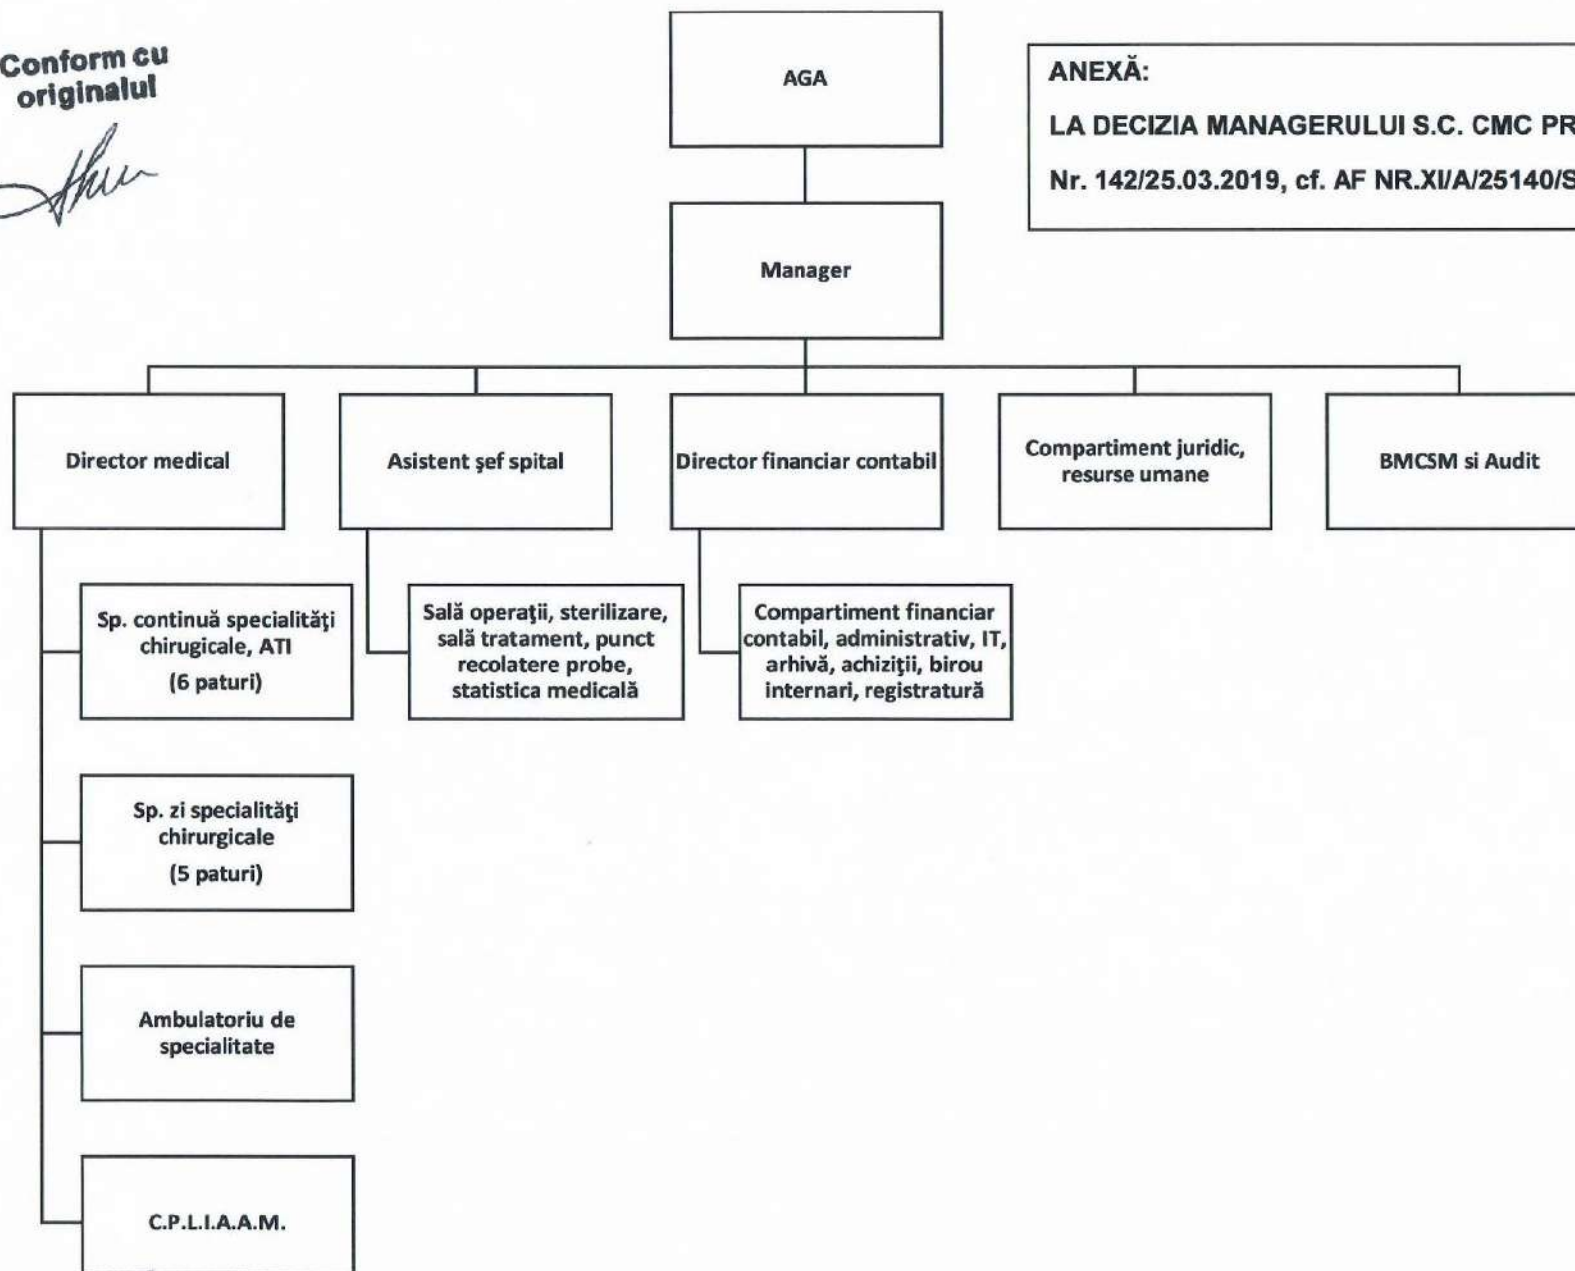 Conform cu
originalul
AGA
ANEXĂ:
LA DECIZIA MANAGERULUI S.C. CMC PR
Nr. 142/25.03.2019, cf. AF NR.XI/A/25140/S
Manager
Director medical
Asistent şef spital
Director financiar contabil
Compartiment juridic,
resurse umane
BMCSM si Audit
Sp. continuă specialităţi
chirugicale, ATI
(6 paturi)
Sală operaţii, sterilizare,
sală tratament, punct
recolatere probe,
statistica medicală
Compartiment financiar
contabil, administrativ, IT,
arhivă, achiziţii, birou
internari, registratură
Sp. zi specialităţi
chirurgicale
(5 paturi)
Ambulatoriu de
specialitate
C.P.L.I.A.A.M.